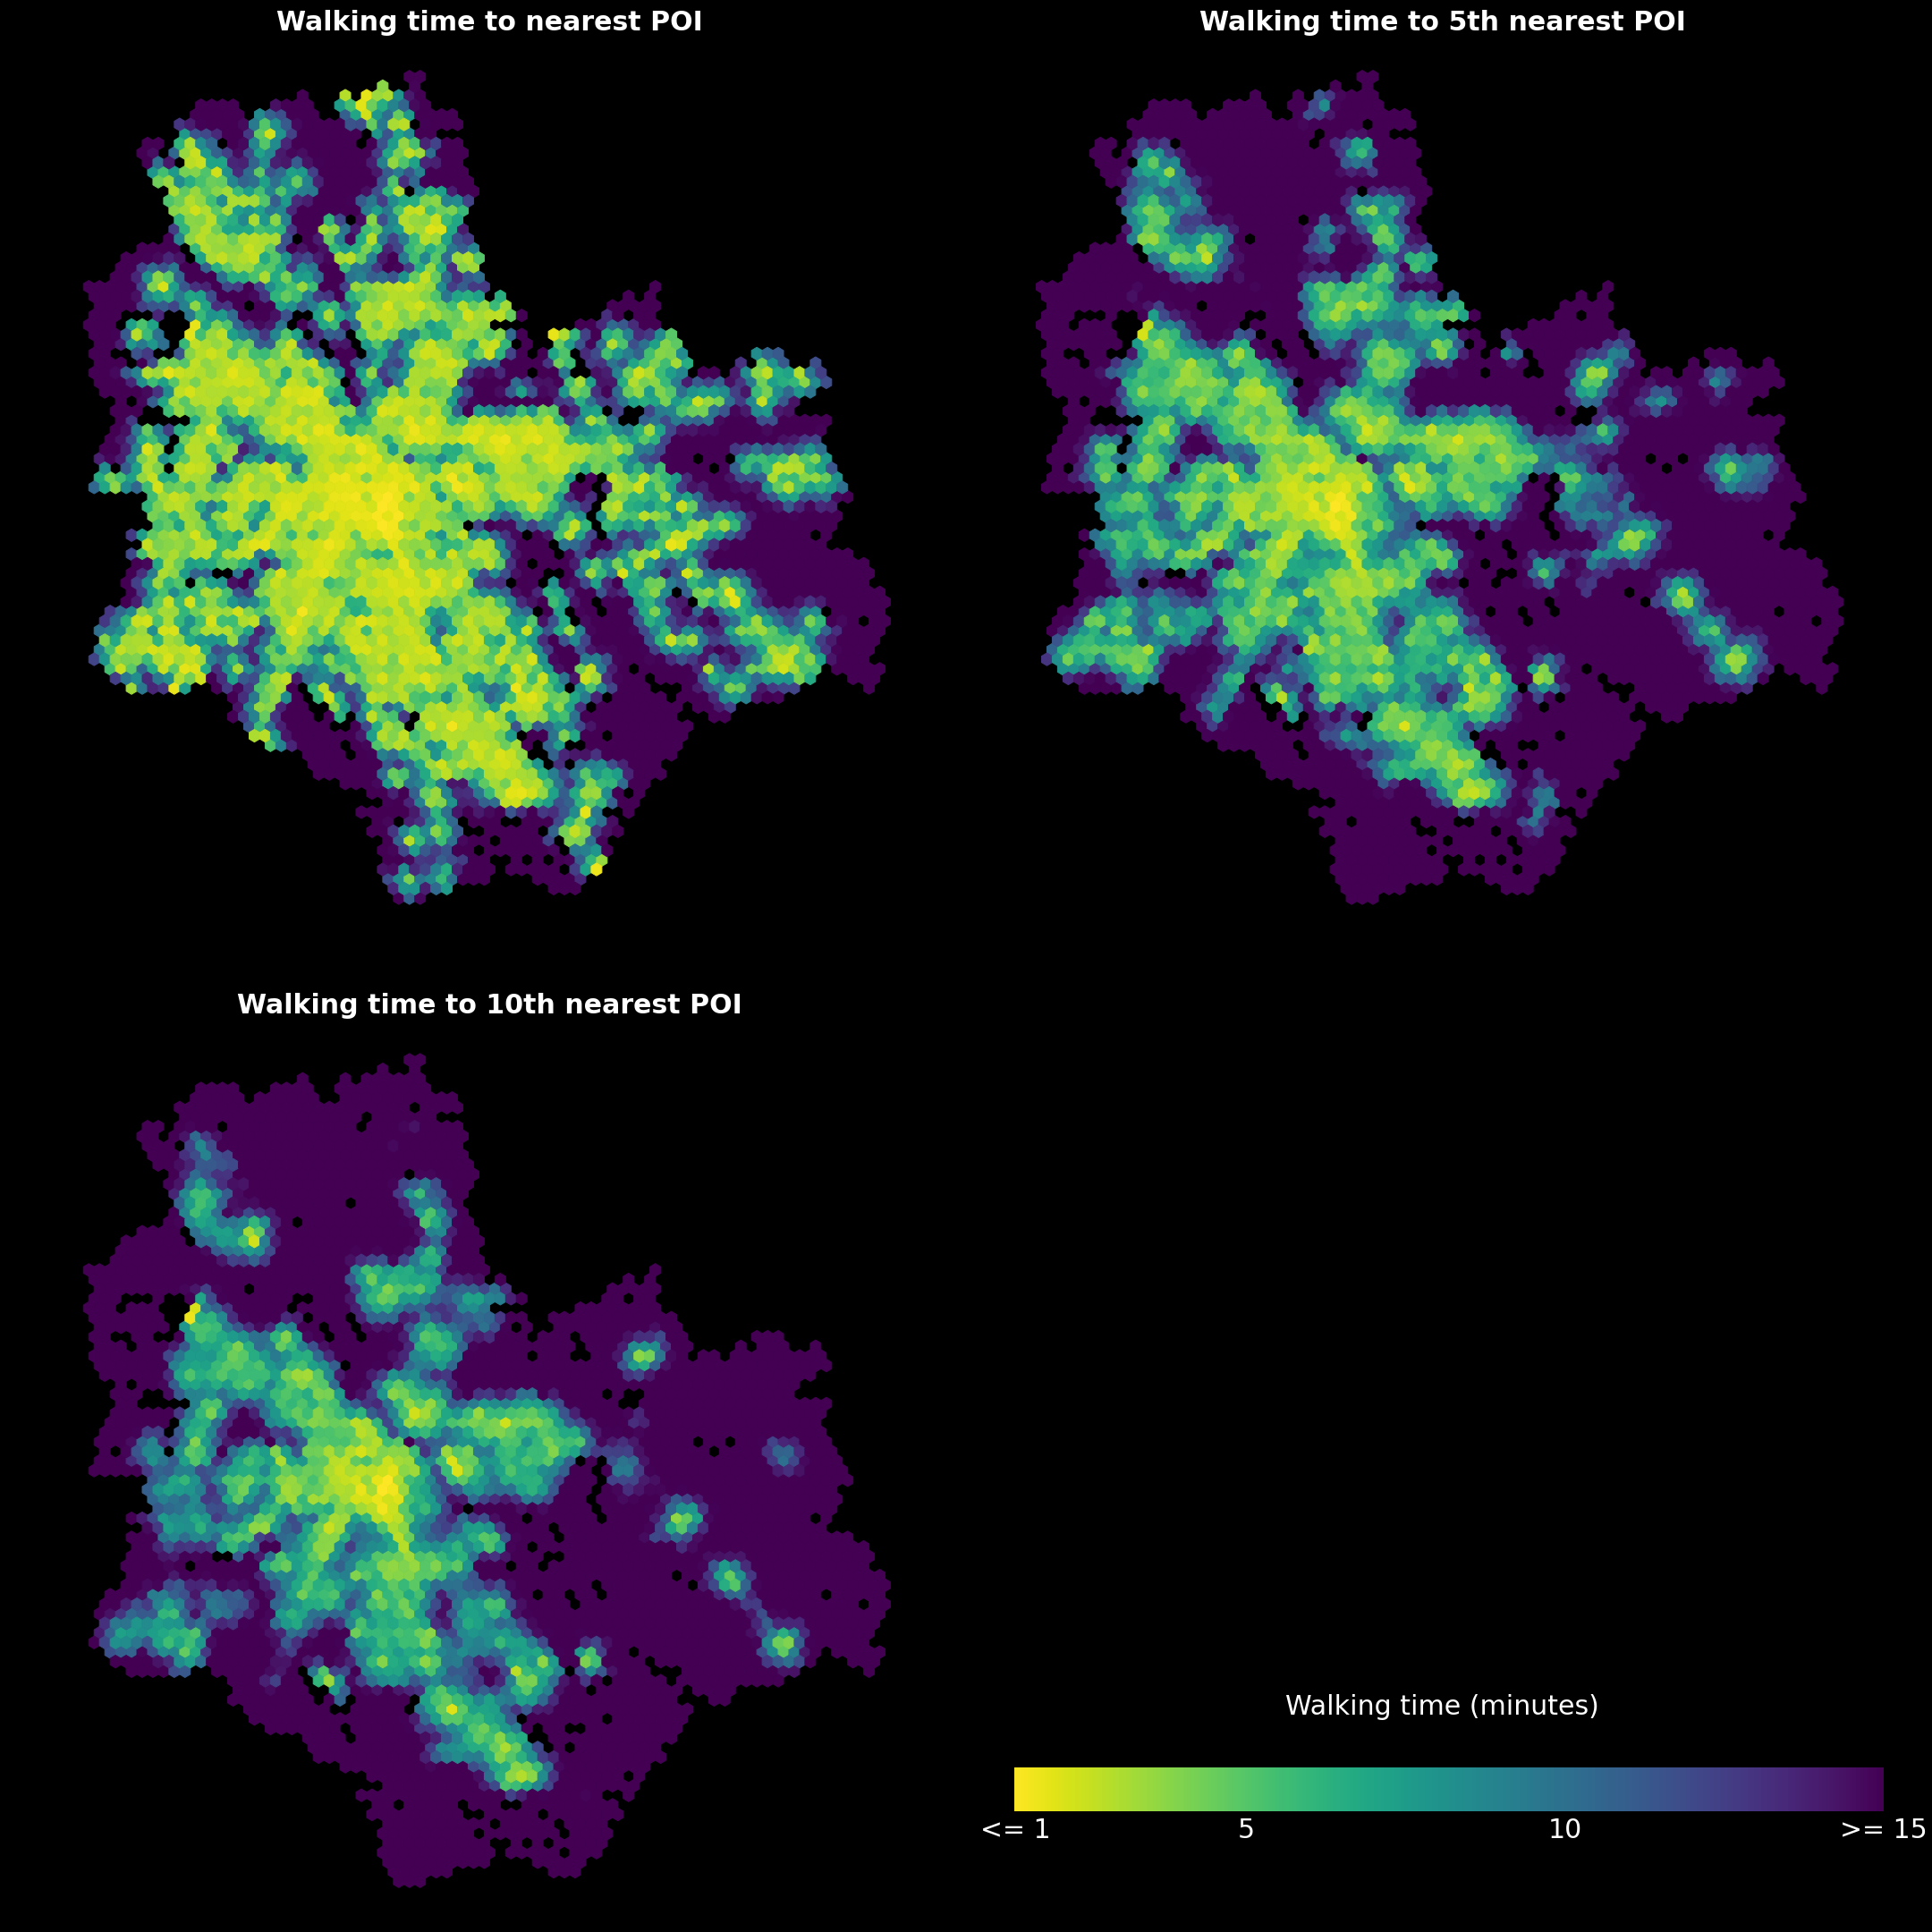 Walking time to nearest POI
Walking time to 5th nearest POI
Walking time to 10th nearest POI
Walking time (minutes)
<= 1 5 10 >= 15